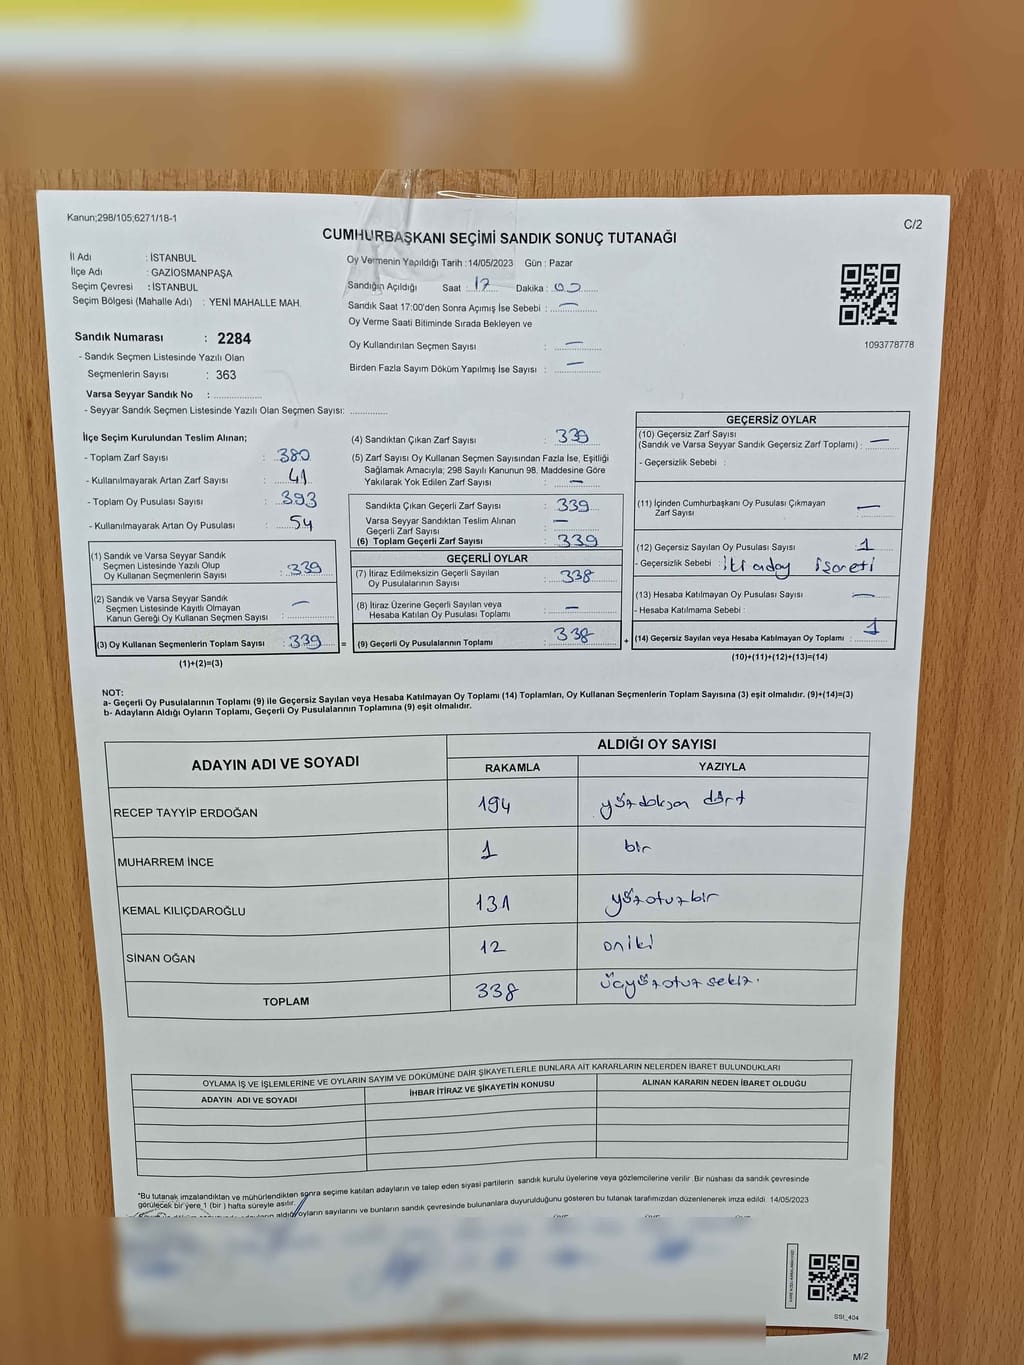 Kanun;298/105;6271/18-1
C/2
CUMHURBAŞKANI SEÇİMİ SANDIK SONUÇ TUTANAĞI
İl Adı : İSTANBUL
İlçe Adı : GAZİOSMANPAŞA
Seçim Çevresi : İSTANBUL
Seçim Bölgesi (Mahalle Adı) : YENİ MAHALLE MAH.
Sandık Numarası : 2284
- Sandık Seçmen Listesinde Yazılı Olan
Seçmenlerin Sayısı : 363
Varsa Seyyar Sandık No :
- Seyyar Sandık Seçmen Listesinde Yazılı Olan Seçmen Sayısı:
Oy Vermenin Yapıldığı Tarih :14/05/2023 Gün : Pazar
Sandığın Açıldığı Saat : 17 Dakika : 00
Sandık Saat 17:00'den Sonra Açımış İse Sebebi : —
Oy Verme Saati Bitiminde Sırada Bekleyen ve
Oy Kullandırılan Seçmen Sayısı : —
Birden Fazla Sayım Döküm Yapılmış İse Sayısı : —
1093778778
İlçe Seçim Kurulundan Teslim Alınan;
- Toplam Zarf Sayısı : 380
- Kullanılmayarak Artan Zarf Sayısı : 41
- Toplam Oy Pusulası Sayısı : 393
- Kullanılmayarak Artan Oy Pusulası : 54
(1) Sandık ve Varsa Seyyar Sandık
Seçmen Listesinde Yazılı Olup
Oy Kullanan Seçmenlerin Sayısı : 339
(2) Sandık ve Varsa Seyyar Sandık
Seçmen Listesinde Kayıtlı Olmayan
Kanun Gereği Oy Kullanan Seçmen Sayısı : —
(3) Oy Kullanan Seçmenlerin Toplam Sayısı : 339 =
(1)+(2)=(3)
(4) Sandıktan Çıkan Zarf Sayısı : 339
(5) Zarf Sayısı Oy Kullanan Seçmen Sayısından Fazla İse, Eşitliği
Sağlamak Amacıyla; 298 Sayılı Kanunun 98. Maddesine Göre
Yakılarak Yok Edilen Zarf Sayısı : —
Sandıkta Çıkan Geçerli Zarf Sayısı : 339
Varsa Seyyar Sandıktan Teslim Alınan
Geçerli Zarf Sayısı : —
(6) Toplam Geçerli Zarf Sayısı : 339
GEÇERLİ OYLAR
(7) İtiraz Edilmeksizin Geçerli Sayılan
Oy Pusulalarının Sayısı : 338
(8) İtiraz Üzerine Geçerli Sayılan veya
Hesaba Katılan Oy Pusulası Toplamı : —
(9) Geçerli Oy Pusulalarının Toplamı : 338 +
GEÇERSİZ OYLAR
(10) Geçersiz Zarf Sayısı
(Sandık ve Varsa Seyyar Sandık Geçersiz Zarf Toplamı) : —
- Geçersizlik Sebebi :
(11) İçinden Cumhurbaşkanı Oy Pusulası Çıkmayan
Zarf Sayısı : —
(12) Geçersiz Sayılan Oy Pusulası Sayısı : 1
- Geçersizlik Sebebi : iki aday işareti
(13) Hesaba Katılmayan Oy Pusulası Sayısı : —
- Hesaba Katılmama Sebebi :
(14) Geçersiz Sayılan veya Hesaba Katılmayan Oy Toplamı : 1
(10)+(11)+(12)+(13)=(14)
NOT:
a- Geçerli Oy Pusulalarının Toplamı (9) ile Geçersiz Sayılan veya Hesaba Katılmayan Oy Toplamı (14) Toplamları, Oy Kullanan Seçmenlerin Toplam Sayısına (3) eşit olmalıdır. (9)+(14)=(3)
b- Adayların Aldığı Oyların Toplamı, Geçerli Oy Pusulalarının Toplamına (9) eşit olmalıdır.
ADAYIN ADI VE SOYADI
ALDIĞI OY SAYISI
RAKAMLA YAZIYLA
RECEP TAYYİP ERDOĞAN 194 yüzdoksan dört
MUHARREM İNCE 1 bir
KEMAL KILIÇDAROĞLU 131 yüzotuzbir
SİNAN OĞAN 12 oniki
TOPLAM 338 üçyüzotuzsekiz.
OYLAMA İŞ VE İŞLEMLERİNE VE OYLARIN SAYIM VE DÖKÜMÜNE DAİR ŞİKAYETLERLE BUNLARA AİT KARARLARIN NELERDEN İBARET BULUNDUKLARI
ADAYIN ADI VE SOYADI İHBAR İTİRAZ VE ŞİKAYETİN KONUSU ALINAN KARARIN NEDEN İBARET OLDUĞU
"Bu tutanak imzalandıktan ve mühürlendikten sonra seçime katılan adayların ve talep eden siyasi partilerin sandık kurulu üyelerine veya gözlemcilerine verilir .Bir nüshası da sandık çevresinde
görülecek bir yere 1 (bir ) hafta süreyle asılır.
aldığı oyların sayılarını ve bunların sandık çevresinde bulunanlara duyurulduğunu gösteren bu tutanak tarafımızdan düzenlenerek imza edildi. 14/05/2023
SSİ_404
M/2